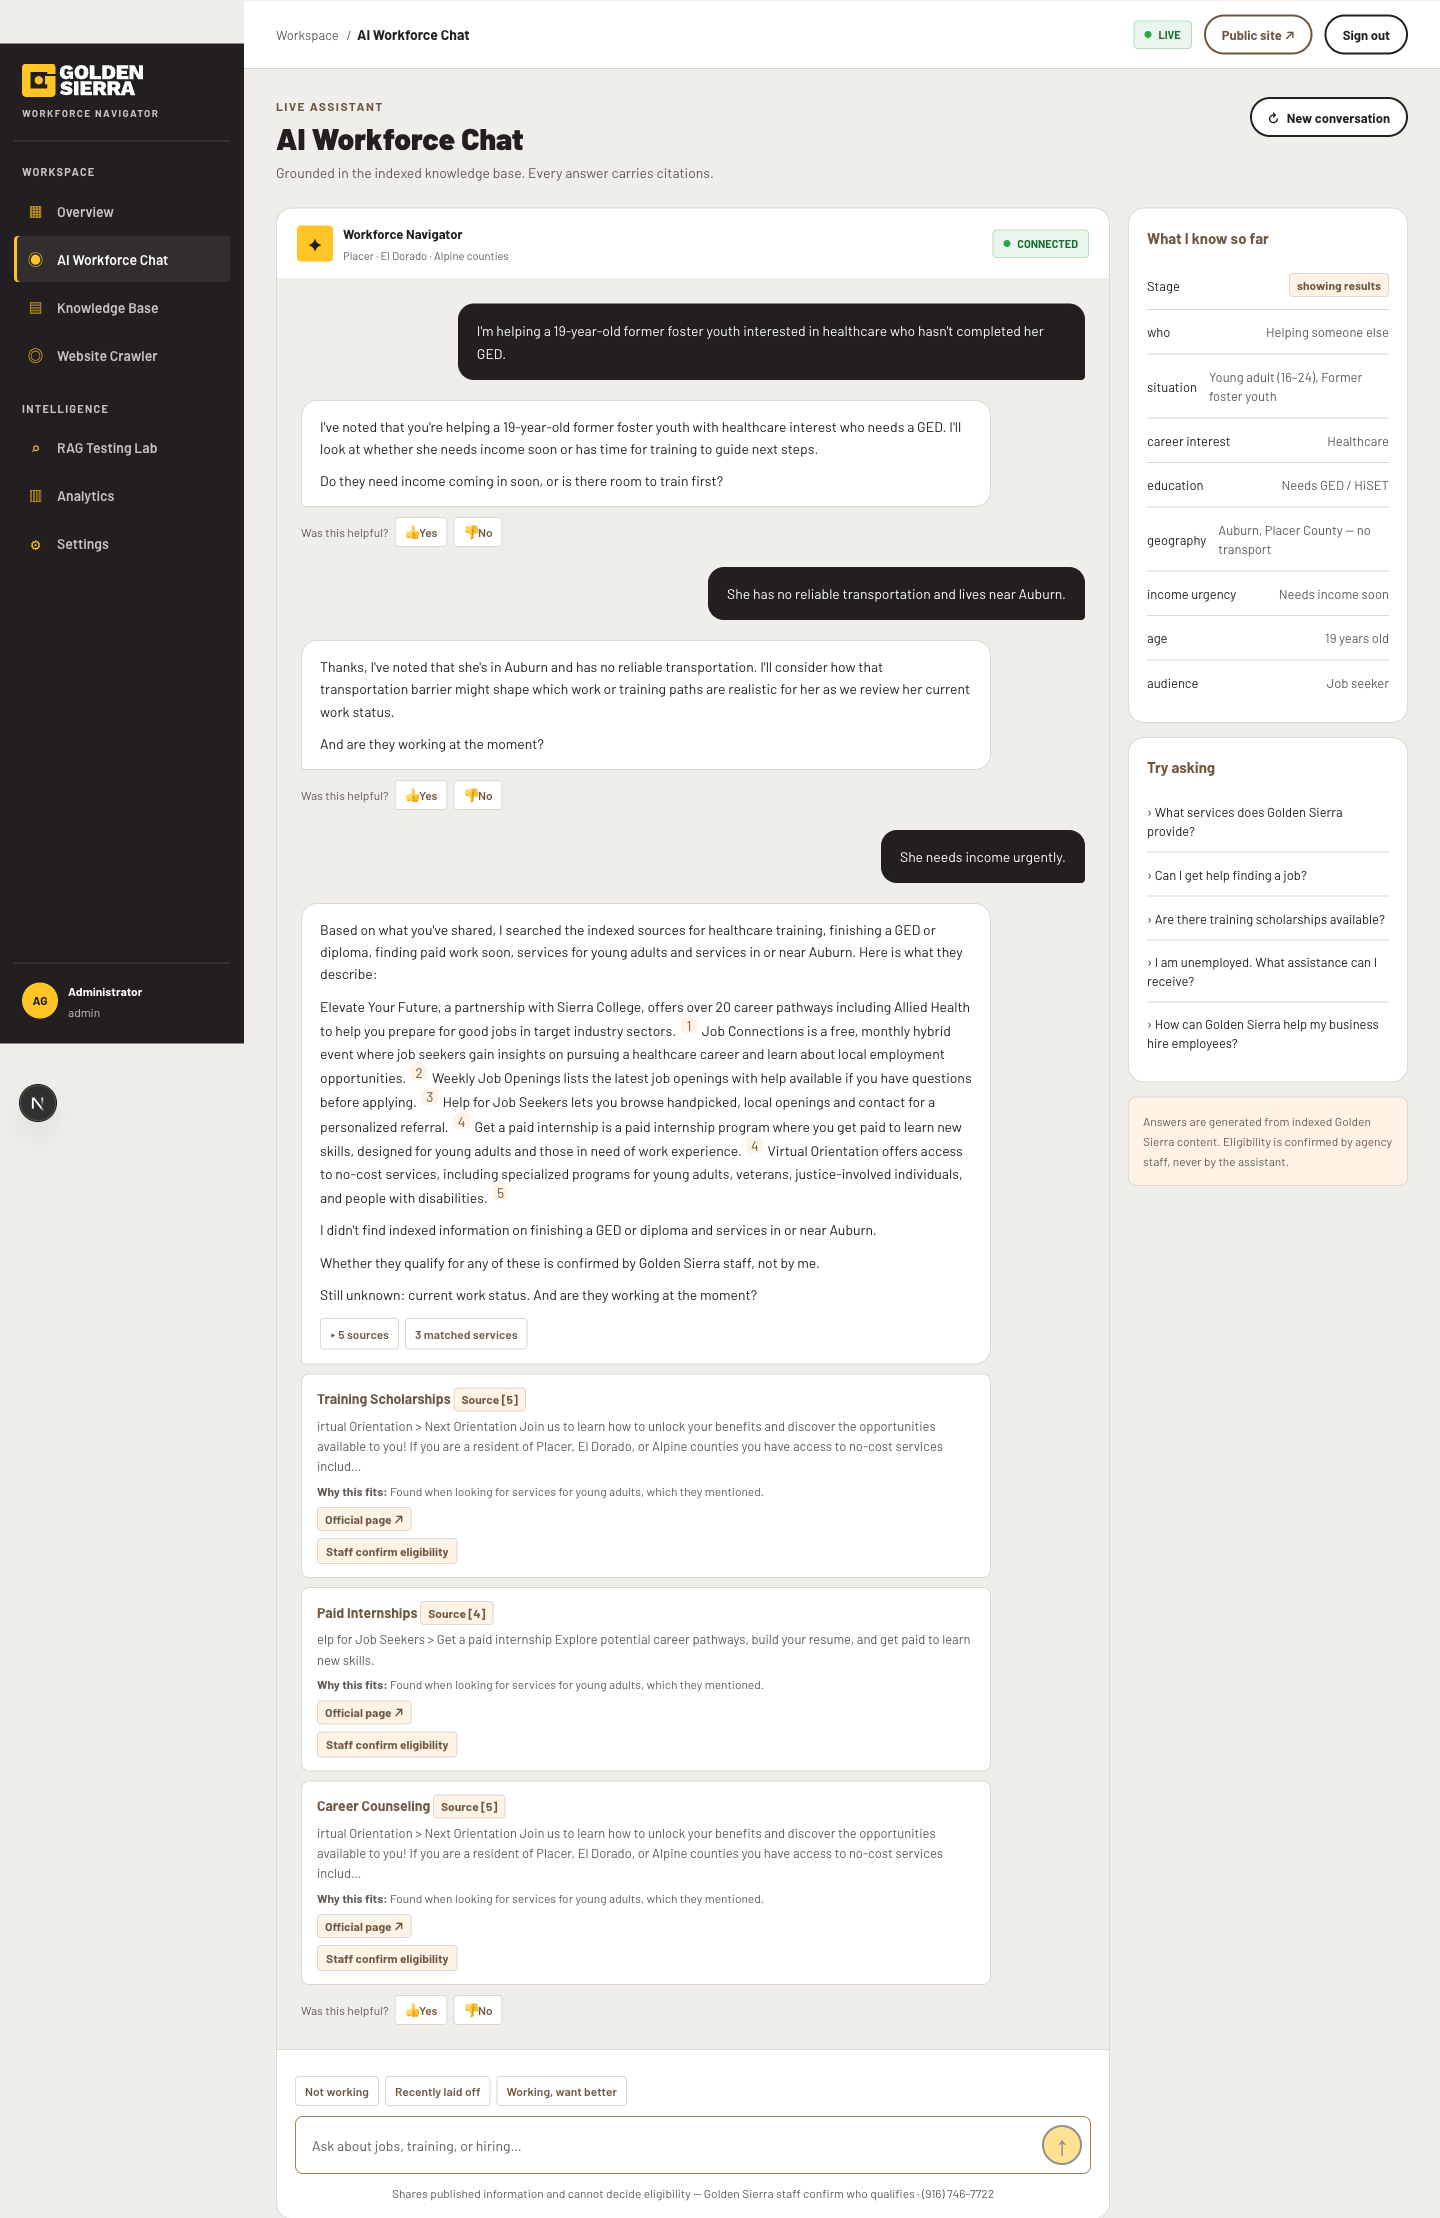 GOLDEN
SIERRA
WORKFORCE NAVIGATOR
WORKSPACE
Overview
AI Workforce Chat
Knowledge Base
Website Crawler
INTELLIGENCE
RAG Testing Lab
Analytics
Settings
AG
Administrator
admin
N
Workspace / AI Workforce Chat
LIVE
Public site ↗
Sign out
LIVE ASSISTANT
AI Workforce Chat
Grounded in the indexed knowledge base. Every answer carries citations.
↻ New conversation
Workforce Navigator
Placer · El Dorado · Alpine counties
CONNECTED
I'm helping a 19-year-old former foster youth interested in healthcare who hasn't completed her
GED.
I've noted that you're helping a 19-year-old former foster youth with healthcare interest who needs a GED. I'll
look at whether she needs income soon or has time for training to guide next steps.
Do they need income coming in soon, or is there room to train first?
Was this helpful? 👍Yes 👎No
She has no reliable transportation and lives near Auburn.
Thanks, I've noted that she's in Auburn and has no reliable transportation. I'll consider how that
transportation barrier might shape which work or training paths are realistic for her as we review her current
work status.
And are they working at the moment?
Was this helpful? 👍Yes 👎No
She needs income urgently.
Based on what you've shared, I searched the indexed sources for healthcare training, finishing a GED or
diploma, finding paid work soon, services for young adults and services in or near Auburn. Here is what they
describe:
Elevate Your Future, a partnership with Sierra College, offers over 20 career pathways including Allied Health
to help you prepare for good jobs in target industry sectors. 1 Job Connections is a free, monthly hybrid
event where job seekers gain insights on pursuing a healthcare career and learn about local employment
opportunities. 2 Weekly Job Openings lists the latest job openings with help available if you have questions
before applying. 3 Help for Job Seekers lets you browse handpicked, local openings and contact for a
personalized referral. 4 Get a paid internship is a paid internship program where you get paid to learn new
skills, designed for young adults and those in need of work experience. 4 Virtual Orientation offers access
to no-cost services, including specialized programs for young adults, veterans, justice-involved individuals,
and people with disabilities. 5
I didn't find indexed information on finishing a GED or diploma and services in or near Auburn.
Whether they qualify for any of these is confirmed by Golden Sierra staff, not by me.
Still unknown: current work status. And are they working at the moment?
‣ 5 sources
3 matched services
Training Scholarships Source [5]
irtual Orientation > Next Orientation Join us to learn how to unlock your benefits and discover the opportunities
available to you! If you are a resident of Placer, El Dorado, or Alpine counties you have access to no-cost services
includ...
Why this fits: Found when looking for services for young adults, which they mentioned.
Official page ↗
Staff confirm eligibility
Paid Internships Source [4]
elp for Job Seekers > Get a paid internship Explore potential career pathways, build your resume, and get paid to learn
new skills.
Why this fits: Found when looking for services for young adults, which they mentioned.
Official page ↗
Staff confirm eligibility
Career Counseling Source [5]
irtual Orientation > Next Orientation Join us to learn how to unlock your benefits and discover the opportunities
available to you! If you are a resident of Placer, El Dorado, or Alpine counties you have access to no-cost services
includ...
Why this fits: Found when looking for services for young adults, which they mentioned.
Official page ↗
Staff confirm eligibility
Was this helpful? 👍Yes 👎No
Not working
Recently laid off
Working, want better
Ask about jobs, training, or hiring...
↑
Shares published information and cannot decide eligibility — Golden Sierra staff confirm who qualifies · (916) 746-7722
What I know so far
Stage showing results
who Helping someone else
situation Young adult (16–24), Former
foster youth
career interest Healthcare
education Needs GED / HiSET
geography Auburn, Placer County — no
transport
income urgency Needs income soon
age 19 years old
audience Job seeker
Try asking
› What services does Golden Sierra
provide?
› Can I get help finding a job?
› Are there training scholarships available?
› I am unemployed. What assistance can I
receive?
› How can Golden Sierra help my business
hire employees?
Answers are generated from indexed Golden
Sierra content. Eligibility is confirmed by agency
staff, never by the assistant.